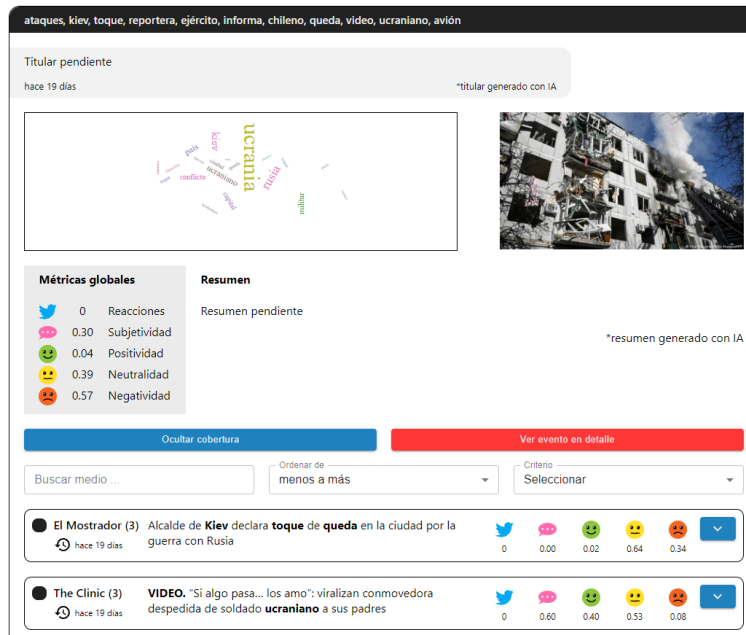 ataques, kiev, toque, reportera, ejército, informa, chileno, queda, video, ucraniano, avión
Titular pendiente
hace 19 días
*titular generado con IA
ucrania
kiev
país
rusia
ucraniano
conflicto
ciudad
capital
militar
Métricas globales
0 Reacciones
0.30 Subjetividad
0.04 Positividad
0.39 Neutralidad
0.57 Negatividad
Resumen
Resumen pendiente
*resumen generado con IA
Ocultar cobertura
Ver evento en detalle
Buscar medio ...
Ordenar de
menos a más
Criterio
Seleccionar
El Mostrador (3)
hace 19 días
Alcalde de Kiev declara toque de queda en la ciudad por la
guerra con Rusia
0 0.00 0.02 0.64 0.34
The Clinic (3)
hace 19 días
VIDEO. “Si algo pasa... los amo”: viralizan conmovedora
despedida de soldado ucraniano a sus padres
0 0.60 0.40 0.53 0.08